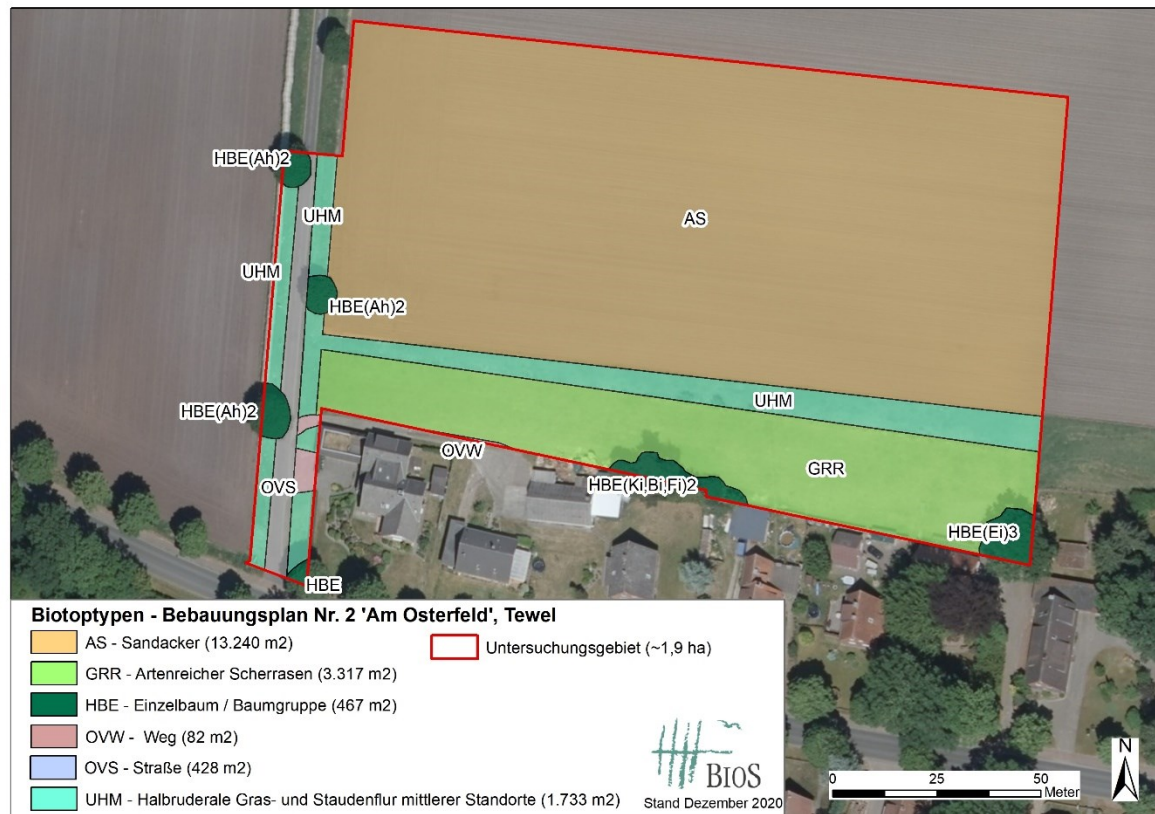 HBE(Ah)2
UHM
AS
UHM
HBE(Ah)2
UHM
HBE(Ah)2
OVW
GRR
HBE(Ki,Bi,Fi)2
OVS
HBE(Ei)3
HBE
Biotoptypen - Bebauungsplan Nr. 2 'Am Osterfeld', Tewel
AS - Sandacker (13.240 m2)
Untersuchungsgebiet (~1,9 ha)
GRR - Artenreicher Scherrasen (3.317 m2)
HBE - Einzelbaum / Baumgruppe (467 m2)
OVW - Weg (82 m2)
OVS - Straße (428 m2)
UHM - Halbruderale Gras- und Staudenflur mittlerer Standorte (1.733 m2)
BIOS
Stand Dezember 2020
N
0 25 50
Meter